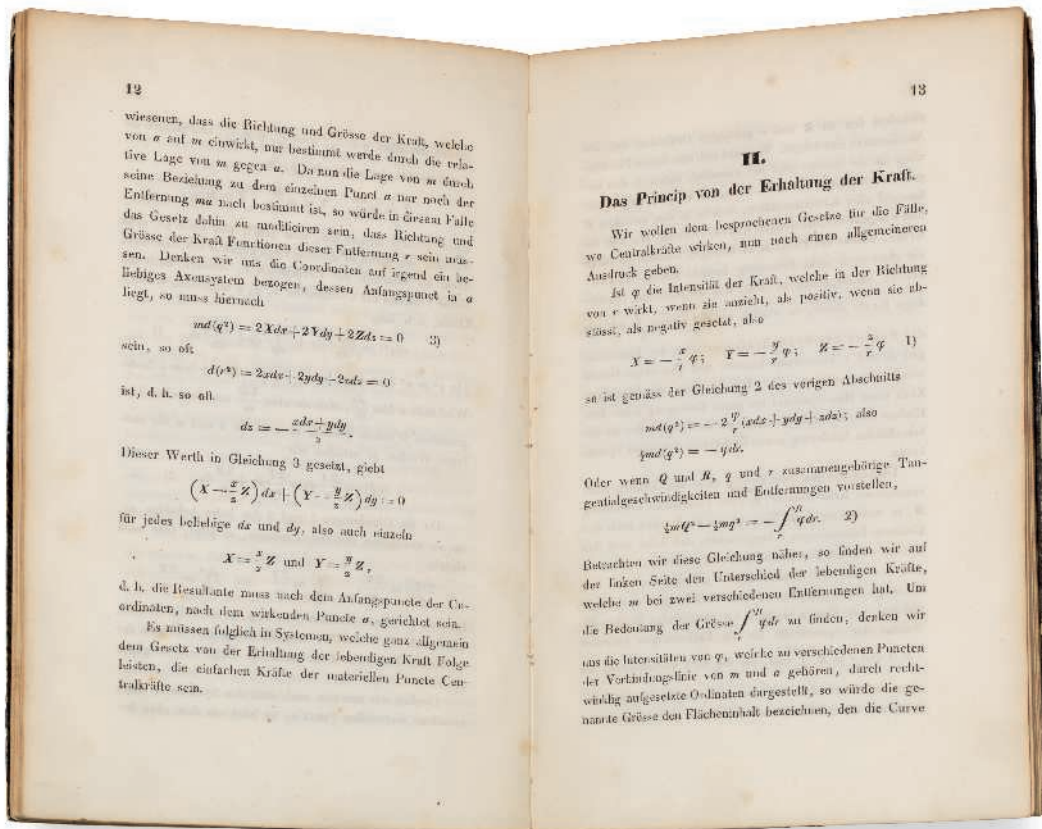 12
wiesenen, dass die Richtung und Grösse der Kraft, welche
von a auf m einwirkt, nur bestimmt werde durch die rela-
tive Lage von m gegen a. Da nun die Lage von m durch
seine Beziehung zu dem einzelnen Punct a nur noch der
Entfernung ma nach bestimmt ist, so würde in diesem Falle
das Gesetz dahin zu modificiren sein, dass Richtung und
Grösse der Kraft Functionen dieser Entfernung r sein müs-
sen. Denken wir uns die Coordinaten auf irgend ein be-
liebiges Axensystem bezogen, dessen Anfangspunct in a
liegt, so muss hiernach
md(q²) = 2Xdx + 2Ydy + 2Zdz = 0 3)
sein, so oft
d(r²) = 2xdx + 2ydy + 2zdz = 0
ist, d. h. so oft
dz = − (xdx + ydy)/z.
Dieser Werth in Gleichung 3 gesetzt, giebt
(X − x/z Z) dx + (Y − y/z Z) dy = 0
für jedes beliebige dx und dy, also auch einzeln
X = x/z Z und Y = y/z Z,
d. h. die Resultante muss nach dem Anfangspuncte der Co-
ordinaten, nach dem wirkenden Puncte a, gerichtet sein.
Es müssen folglich in Systemen, welche ganz allgemein
dem Gesetz von der Erhaltung der lebendigen Kraft Folge
leisten, die einfachen Kräfte der materiellen Puncte Cen-
tralkräfte sein.
13
II.
Das Princip von der Erhaltung der Kraft.
Wir wollen dem besprochenen Gesetze für die Fälle,
wo Centralkräfte wirken, nun noch einen allgemeineren
Ausdruck geben.
Ist φ die Intensität der Kraft, welche in der Richtung
von r wirkt, wenn sie anzieht, als positiv, wenn sie ab-
stösst, als negativ gesetzt, also
X = − x/r φ; Y = − y/r φ; Z = − z/r φ 1)
so ist gemäss der Gleichung 2 des vorigen Abschnitts
md(q²) = − 2 φ/r (xdx + ydy + zdz); also
½md(q²) = − φdr.
Oder wenn Q und R, q und r zusammengehörige Tan-
gentialgeschwindigkeiten und Entfernungen vorstellen,
½mQ² − ½mq² = − ∫ᵣᴿ φdr. 2)
Betrachten wir diese Gleichung näher, so finden wir auf
der linken Seite den Unterschied der lebendigen Kräfte,
welche m bei zwei verschiedenen Entfernungen hat. Um
die Bedeutung der Grösse ∫ᵣᴿ φdr zu finden, denken wir
uns die Intensitäten von φ, welche zu verschiedenen Puncten
der Verbindungslinie von m und a gehören, durch recht-
winklig aufgesetzte Ordinaten dargestellt, so würde die ge-
nannte Grösse den Flächeninhalt bezeichnen, den die Curve